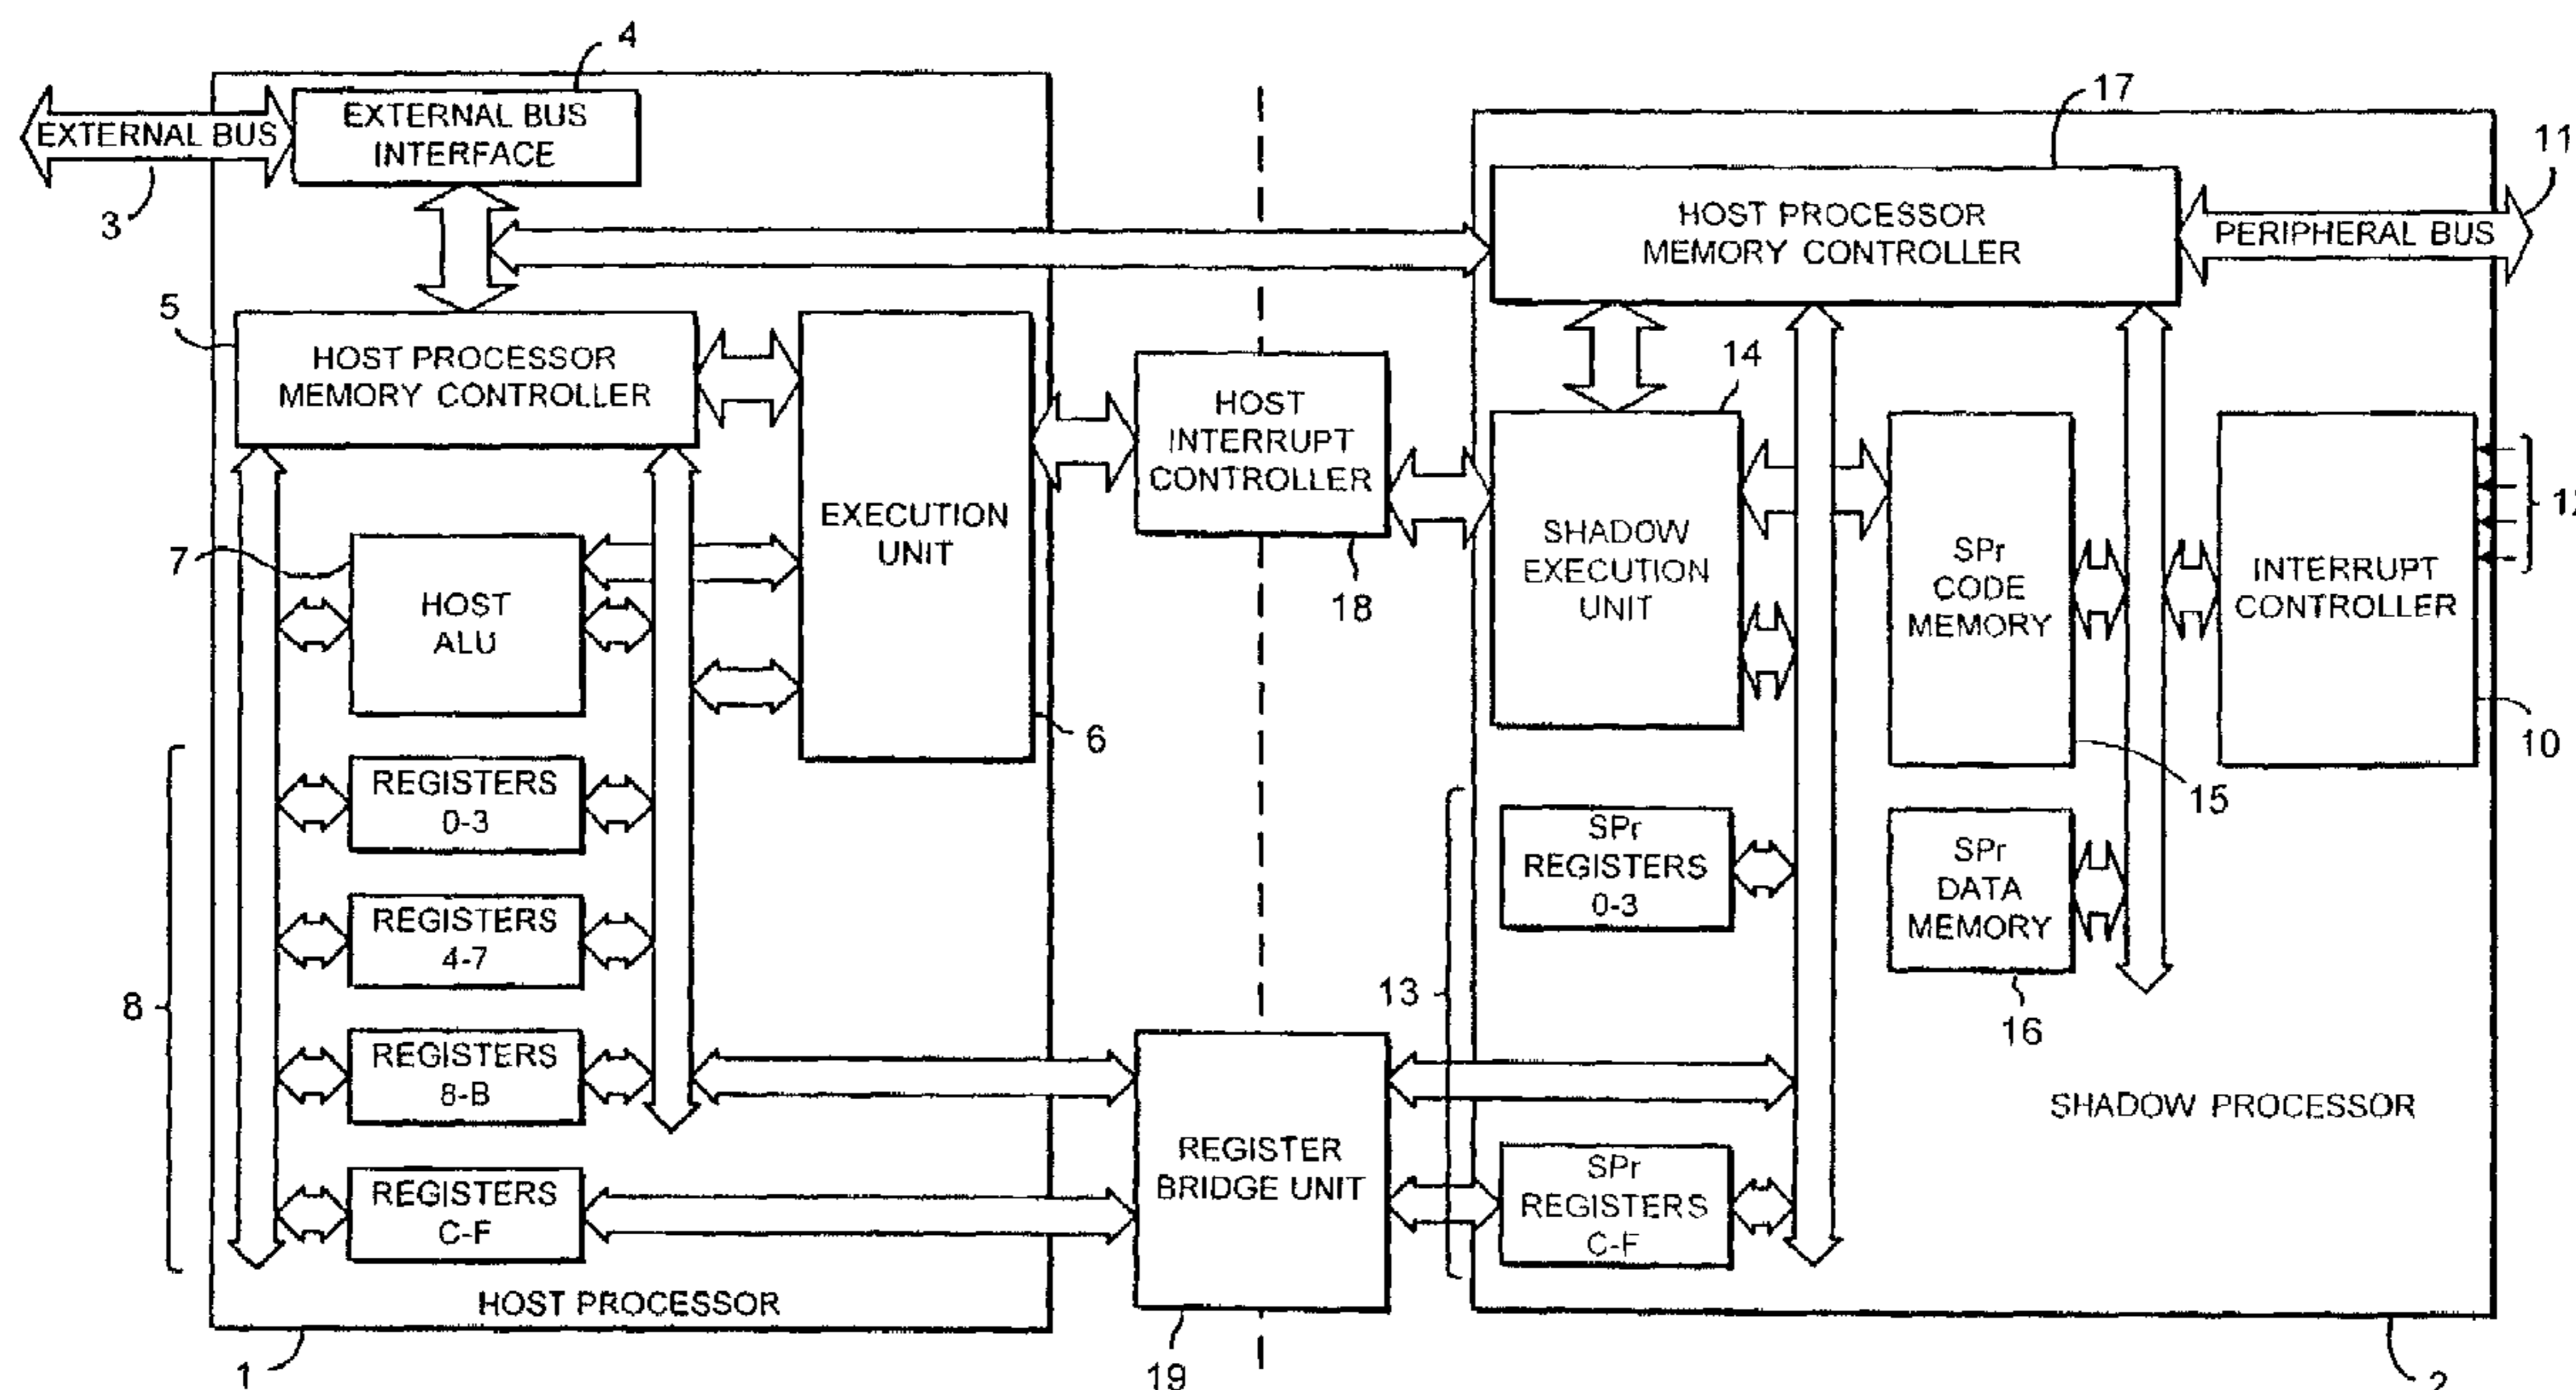 4
EXTERNAL BUS
EXTERNAL BUS
INTERFACE
3
17
11
HOST PROCESSOR
MEMORY CONTROLLER
PERIPHERAL BUS
5
HOST PROCESSOR
MEMORY CONTROLLER
EXECUTION
UNIT
6
HOST
INTERRUPT
CONTROLLER
18
14
SHADOW
EXECUTION
UNIT
SPr
CODE
MEMORY
15
INTERRUPT
CONTROLLER
10
7
HOST
ALU
8
REGISTERS
0-3
REGISTERS
4-7
REGISTERS
8-B
REGISTERS
C-F
HOST PROCESSOR
1
REGISTER
BRIDGE UNIT
19
13
SPr
REGISTERS
0-3
SPr
REGISTERS
C-F
SPr
DATA
MEMORY
16
SHADOW PROCESSOR
2